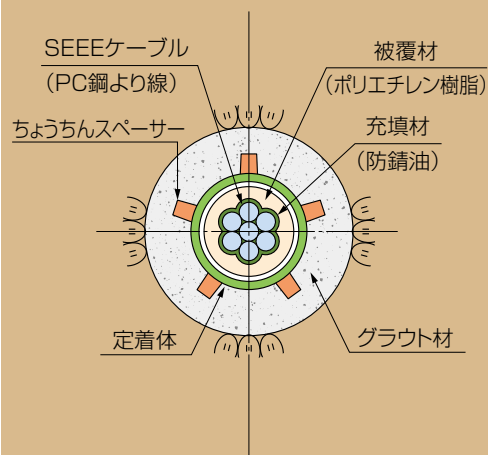 SEEEケーブル
（PC鋼より線）
被覆材
（ポリエチレン樹脂）
ちょうちんスペーサー
充填材
（防錆油）
定着体
グラウト材